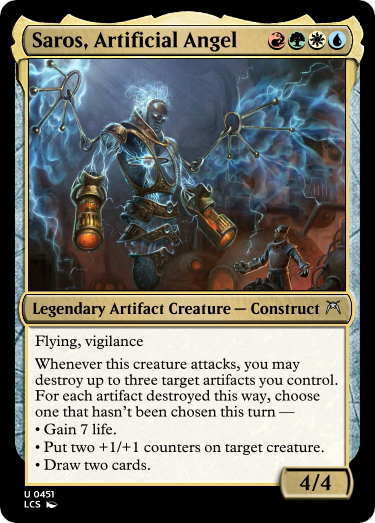 Saros, Artificial Angel
Legendary Artifact Creature — Construct
Flying, vigilance
Whenever this creature attacks, you may
destroy up to three target artifacts you control.
For each artifact destroyed this way, choose
one that hasn't been chosen this turn —
• Gain 7 life.
• Put two +1/+1 counters on target creature.
• Draw two cards.
4/4
U 0451
LCS